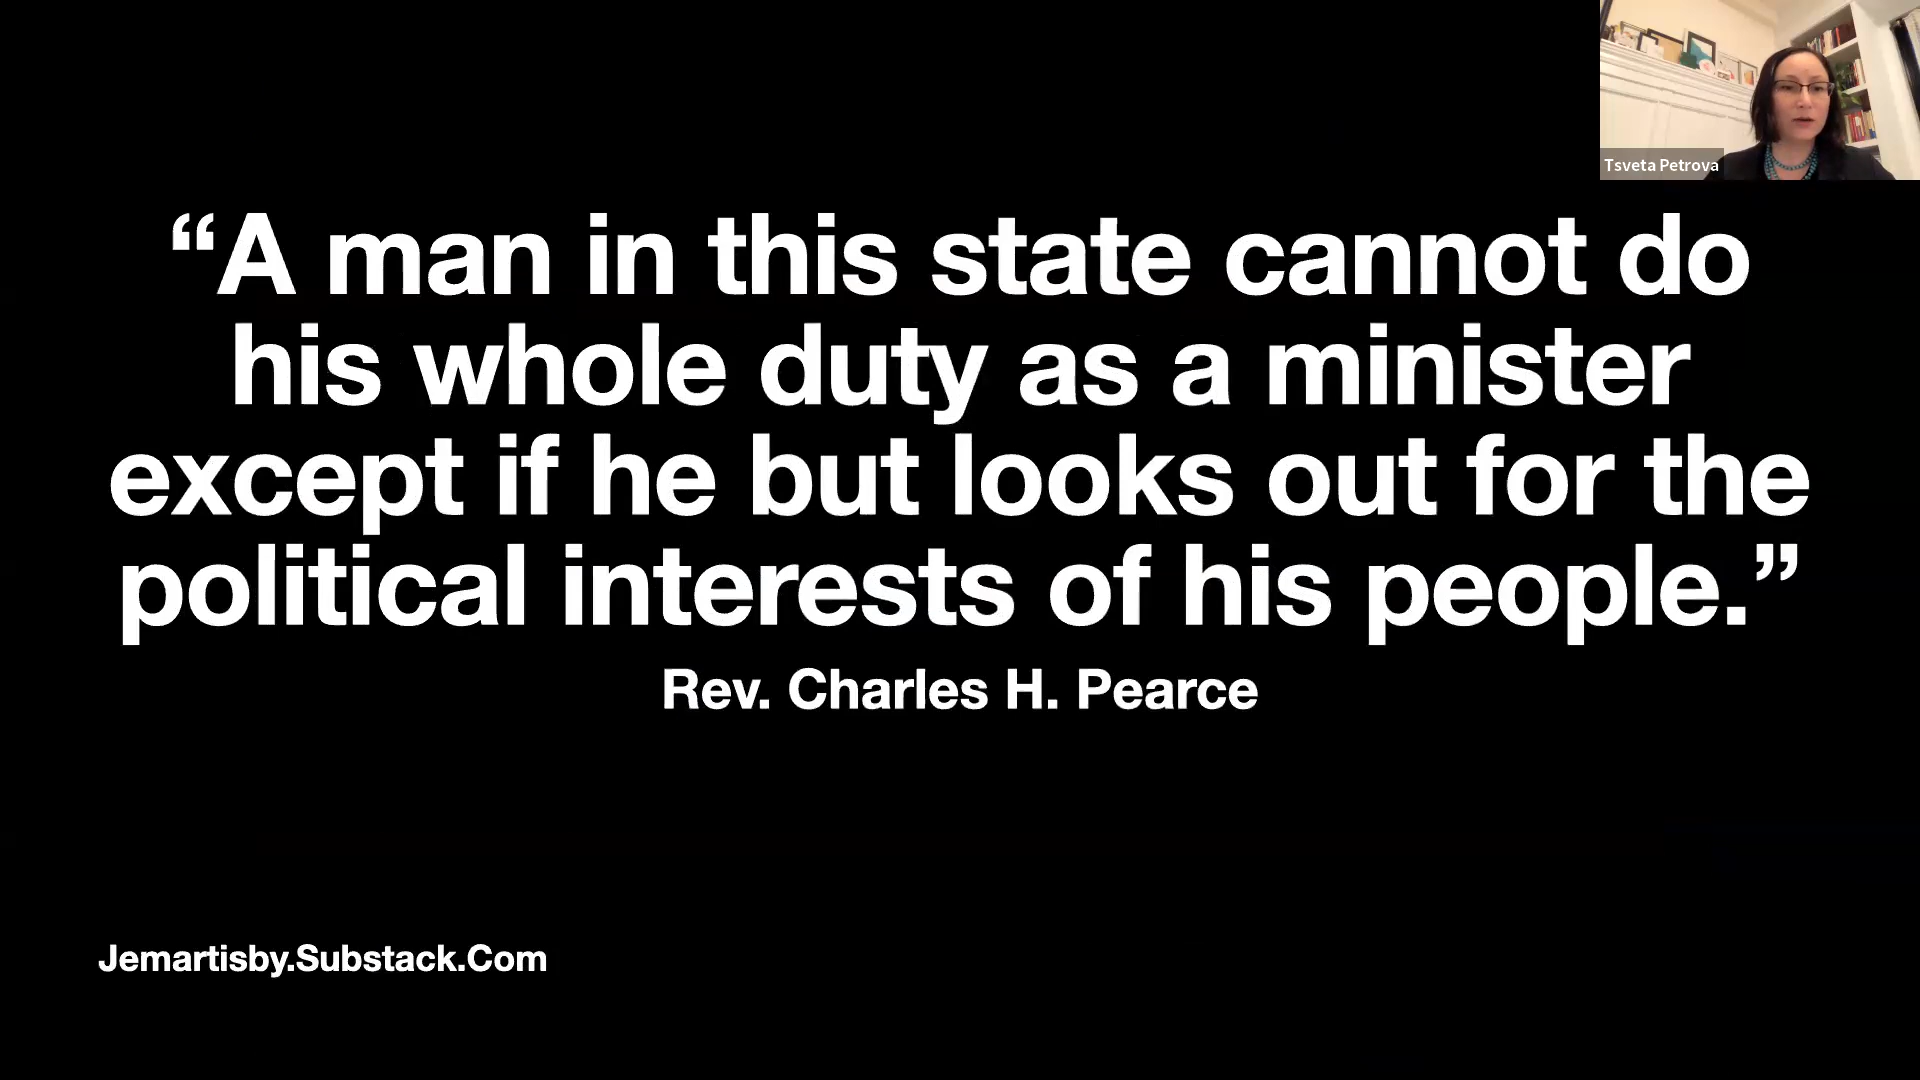 Tsveta Petrova
“A man in this state cannot do
his whole duty as a minister
except if he but looks out for the
political interests of his people.”
Rev. Charles H. Pearce
Jemartisby.Substack.Com